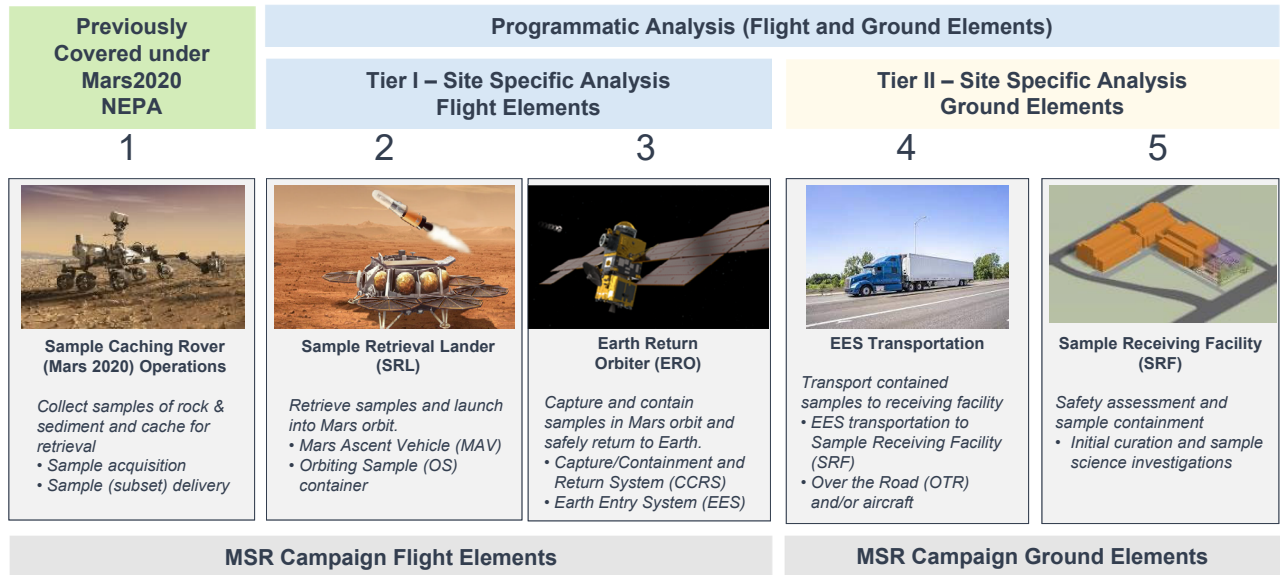 Previously
Covered under
Mars2020
NEPA
Programmatic Analysis (Flight and Ground Elements)
Tier I – Site Specific Analysis
Flight Elements
Tier II – Site Specific Analysis
Ground Elements
1
2
3
4
5
Sample Caching Rover
(Mars 2020) Operations
Collect samples of rock &
sediment and cache for
retrieval
• Sample acquisition
• Sample (subset) delivery
Sample Retrieval Lander
(SRL)
Retrieve samples and launch
into Mars orbit.
• Mars Ascent Vehicle (MAV)
• Orbiting Sample (OS)
container
Earth Return
Orbiter (ERO)
Capture and contain
samples in Mars orbit and
safely return to Earth.
• Capture/Containment and
Return System (CCRS)
• Earth Entry System (EES)
EES Transportation
Transport contained
samples to receiving facility
• EES transportation to
Sample Receiving Facility
(SRF)
• Over the Road (OTR)
and/or aircraft
Sample Receiving Facility
(SRF)
Safety assessment and
sample containment
• Initial curation and sample
science investigations
MSR Campaign Flight Elements
MSR Campaign Ground Elements